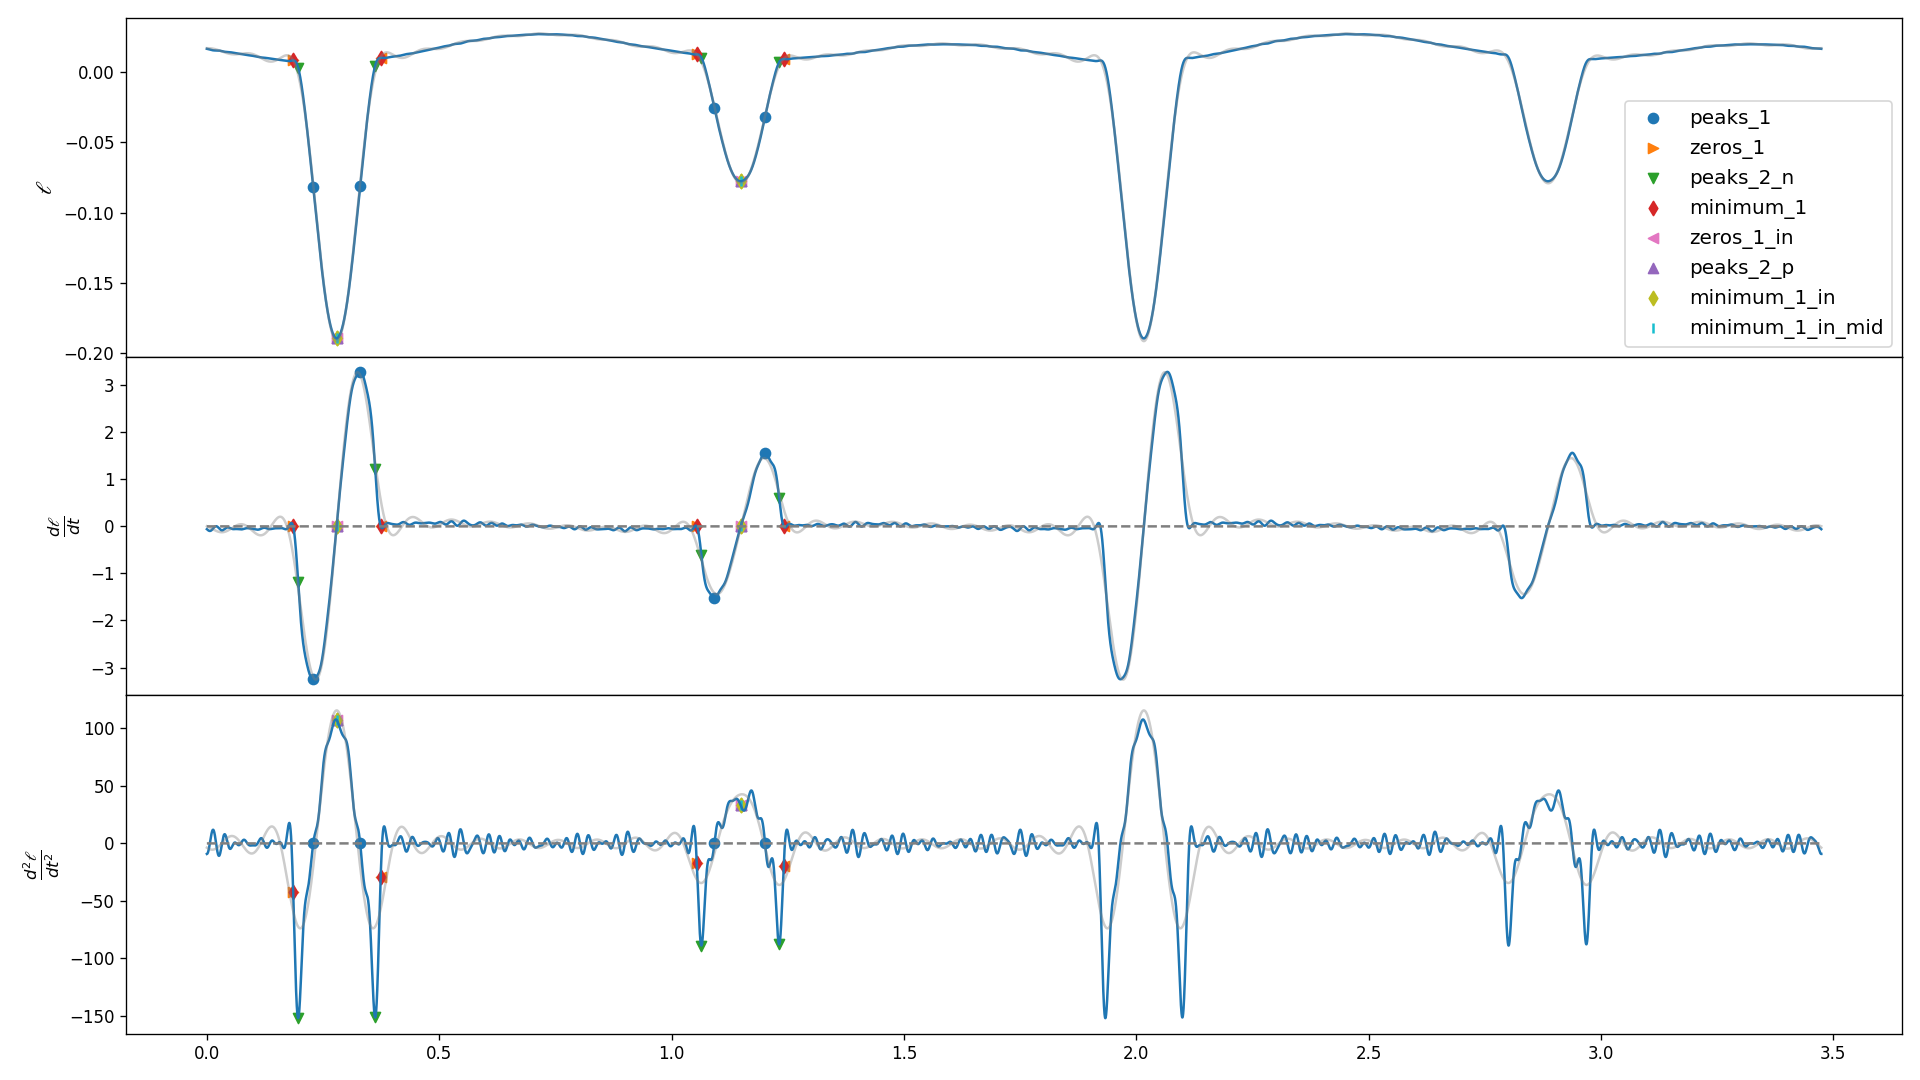 0.00
−0.05
−0.10
−0.15
−0.20
ℓ
peaks_1
zeros_1
peaks_2_n
minimum_1
zeros_1_in
peaks_2_p
minimum_1_in
minimum_1_in_mid
3
2
1
0
−1
−2
−3
dℓ
dt
100
50
0
−50
−100
−150
d²ℓ
dt²
0.0 0.5 1.0 1.5 2.0 2.5 3.0 3.5